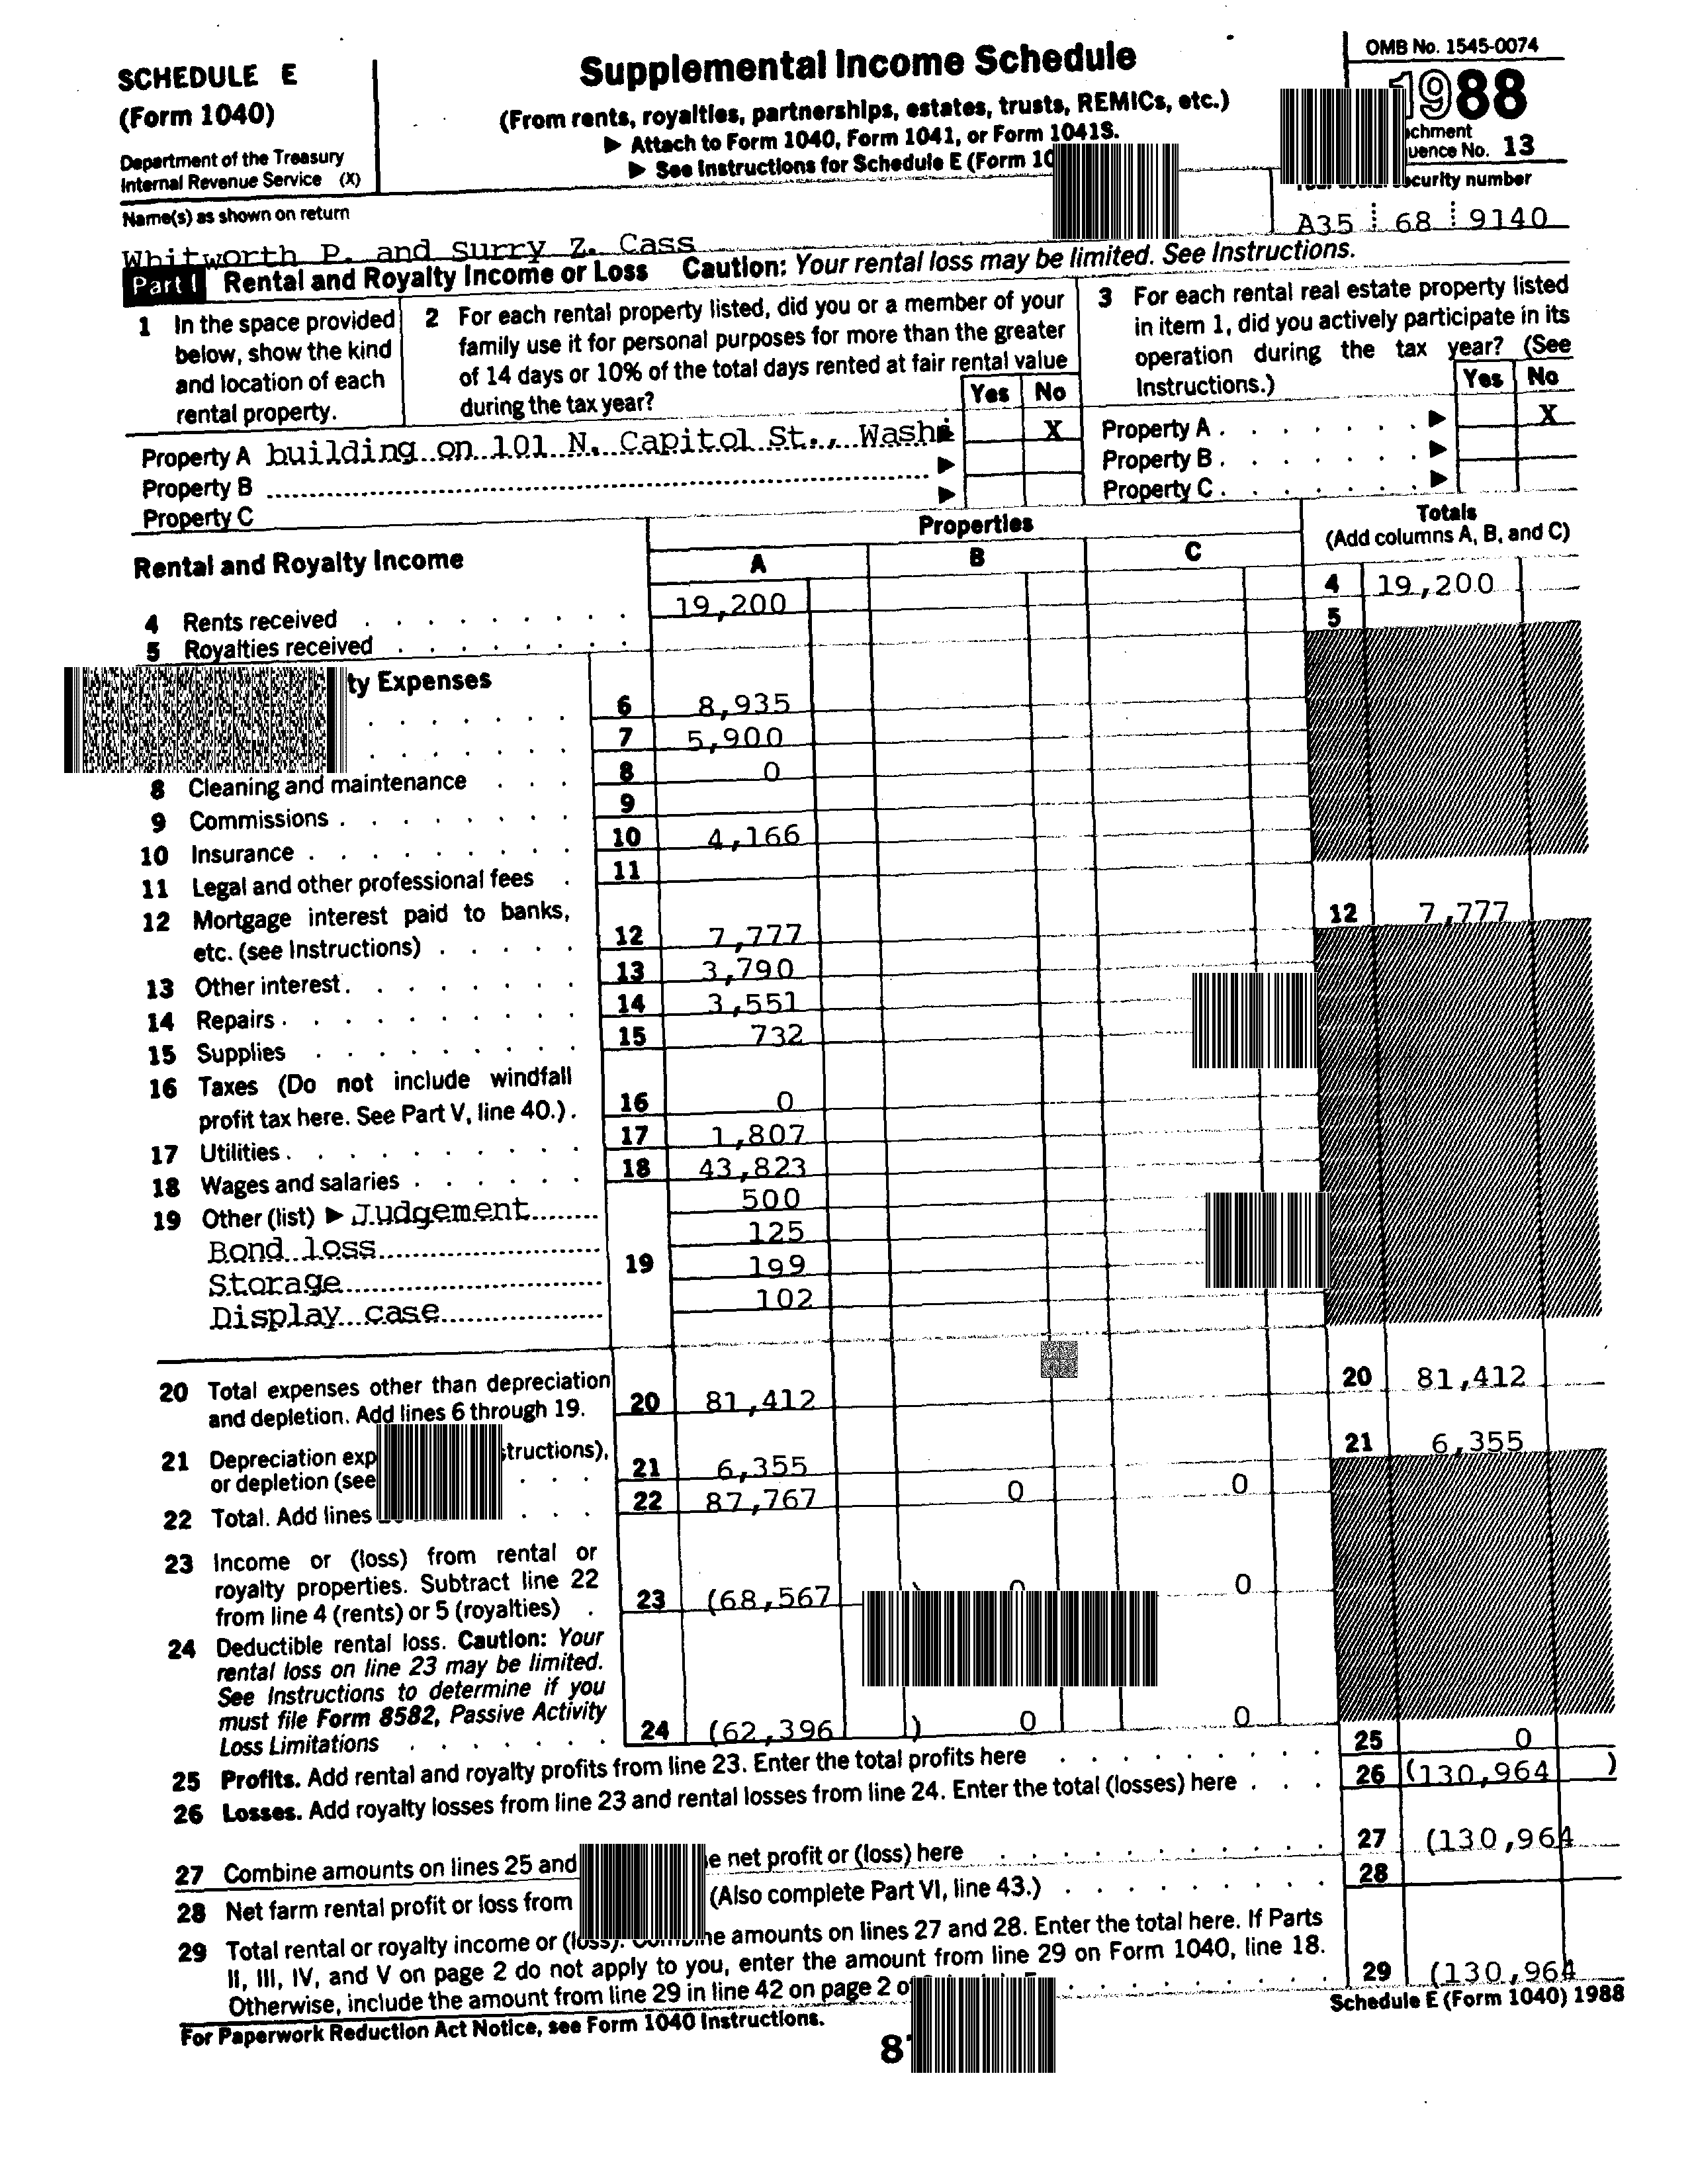 SCHEDULE E
(Form 1040)
Department of the Treasury
Internal Revenue Service (X)
Supplemental Income Schedule
(From rents, royalties, partnerships, estates, trusts, REMICs, etc.)
▶ Attach to Form 1040, Form 1041, or Form 1041S.
▶ See Instructions for Schedule E (Form
OMB No. 1545-0074
1988
No. 13
number
Name(s) as shown on return
Whitworth P. and Surry Z. Cass
A35 68 9140
Part I Rental and Royalty Income or Loss Caution: Your rental loss may be limited. See Instructions.
1 In the space provided
below, show the kind
and location of each
rental property.
2 For each rental property listed, did you or a member of your
family use it for personal purposes for more than the greater
of 14 days or 10% of the total days rented at fair rental value
during the tax year?
Yes No
3 For each rental real estate property listed
in item 1, did you actively participate in its
operation during the tax year? (See
Instructions.)
Yes No
Property A building on 101 N. Capitol St., Washi X
Property B ▶
Property C ▶
Property A ▶ X
Property B ▶
Property C ▶
Properties
Totals
(Add columns A, B, and C)
Rental and Royalty Income
A B C
4 Rents received 19,200 4 19,200
5 Royalties received 5
Expenses
6 8,935
7 5,900
8 Cleaning and maintenance 8 0
9 Commissions 9
10 Insurance 10 4,166
11 Legal and other professional fees 11
12 Mortgage interest paid to banks,
etc. (see Instructions) 12 7,777 12 7,777
13 Other interest 13 3,790
14 Repairs 14 3,551
15 Supplies 15 732
16 Taxes (Do not include windfall
profit tax here. See Part V, line 40.) 16 0
17 Utilities 17 1,807
18 Wages and salaries 18 43,823
19 Other (list) ▶ Judgement 500
Bond loss 125
Storage 19 199
Display case 102
20 Total expenses other than depreciation
and depletion. Add lines 6 through 19. 20 81,412 20 81,412
21 Depreciation
or depletion (see 21 6,355 21 6,355
22 Total. Add lines 22 87,767 0 0
23 Income or (loss) from rental or
royalty properties. Subtract line 22
from line 4 (rents) or 5 (royalties) 23 (68,567 0
24 Deductible rental loss. Caution: Your
rental loss on line 23 may be limited.
See Instructions to determine if you
must file Form 8582, Passive Activity
Loss Limitations 24 (62,396 ) 0 0
25 Profits. Add rental and royalty profits from line 23. Enter the total profits here 25 0
26 Losses. Add royalty losses from line 23 and rental losses from line 24. Enter the total (losses) here 26 (130,964 )
27 Combine amounts on lines 25 and net profit or (loss) here 27 (130,964
28 Net farm rental profit or loss from (Also complete Part VI, line 43.) 28
29 Total rental or royalty income or (loss). amounts on lines 27 and 28. Enter the total here. If Parts
II, III, IV, and V on page 2 do not apply to you, enter the amount from line 29 on Form 1040, line 18.
Otherwise, include the amount from line 29 in line 42 on page 2 29 (130,964
For Paperwork Reduction Act Notice, see Form 1040 Instructions.
Schedule E (Form 1040) 1988